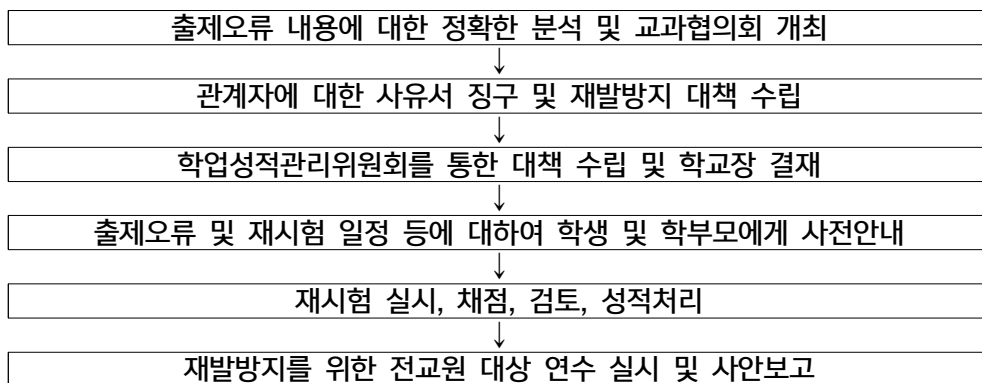 출제오류 내용에 대한 정확한 분석 및 교과협의회 개최
↓
관계자에 대한 사유서 징구 및 재발방지 대책 수립
↓
학업성적관리위원회를 통한 대책 수립 및 학교장 결재
↓
출제오류 및 재시험 일정 등에 대하여 학생 및 학부모에게 사전안내
↓
재시험 실시, 채점, 검토, 성적처리
↓
재발방지를 위한 전교원 대상 연수 실시 및 사안보고